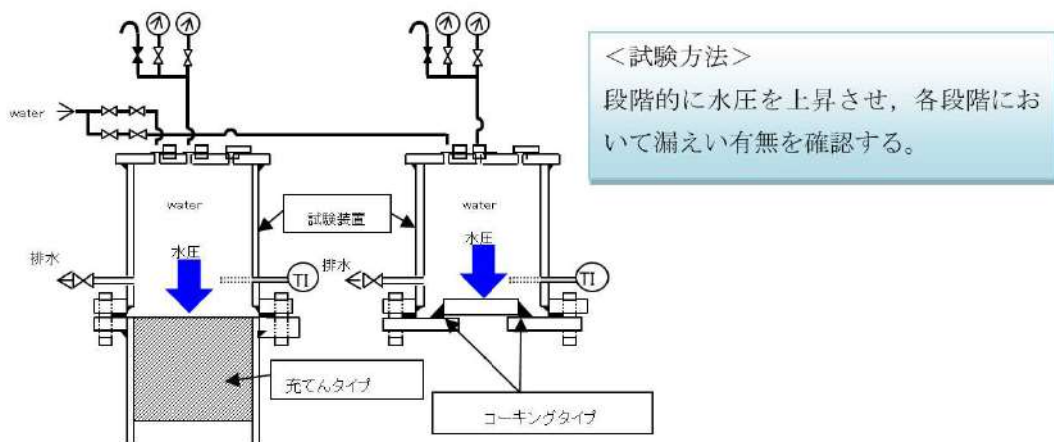 ＜試験方法＞
段階的に水圧を上昇させ，各段階にお
いて漏えい有無を確認する。
water
water
water
試験装置
水圧
水圧
排水
排水
TI
TI
充てんタイプ
コーキングタイプ